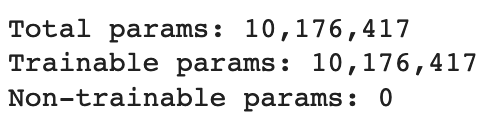 Total params: 10,176,417
Trainable params: 10,176,417
Non-trainable params: 0